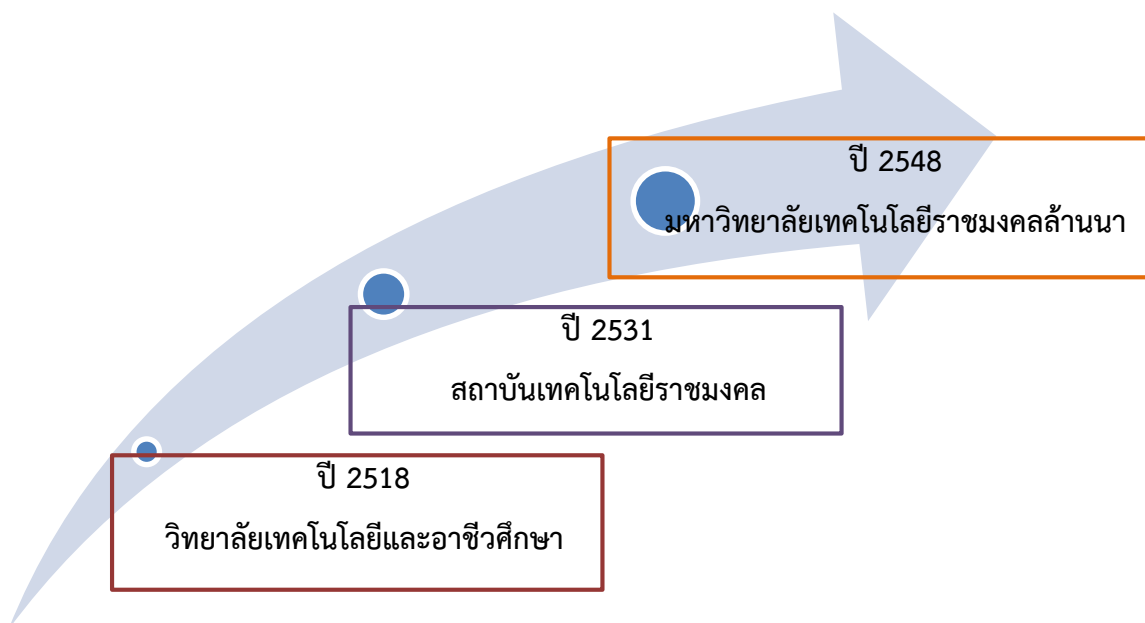 ปี 2548
มหาวิทยาลัยเทคโนโลยีราชมงคลล้านนา
ปี 2531
สถาบันเทคโนโลยีราชมงคล
ปี 2518
วิทยาลัยเทคโนโลยีและอาชีวศึกษา